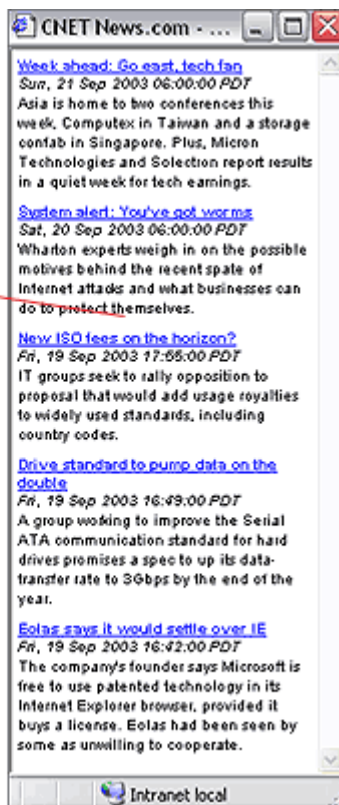 CNET News.com - ...
Week ahead: Go east, tech fan
Sun, 21 Sep 2003 06:00:00 PDT
Asia is home to two conferences this
week, Computex in Taiwan and a storage
confab in Singapore. Plus, Micron
Technologies and Solectron report results
in a quiet week for tech earnings.
System alert: You've got worms
Sat, 20 Sep 2003 06:00:00 PDT
Wharton experts weigh in on the possible
motives behind the recent spate of
Internet attacks and what businesses can
do to protect themselves.
New ISO fees on the horizon?
Fri, 19 Sep 2003 17:55:00 PDT
IT groups seek to rally opposition to
proposal that would add usage royalties
to widely used standards, including
country codes.
Drive standard to pump data on the
double
Fri, 19 Sep 2003 16:49:00 PDT
A group working to improve the Serial
ATA communication standard for hard
drives promises a spec to up its data-
transfer rate to 3Gbps by the end of the
year.
Eolas says it would settle over IE
Fri, 19 Sep 2003 16:42:00 PDT
The company's founder says Microsoft is
free to use patented technology in its
Internet Explorer browser, provided it
buys a license. Eolas had been seen by
some as unwilling to cooperate.
Intranet local